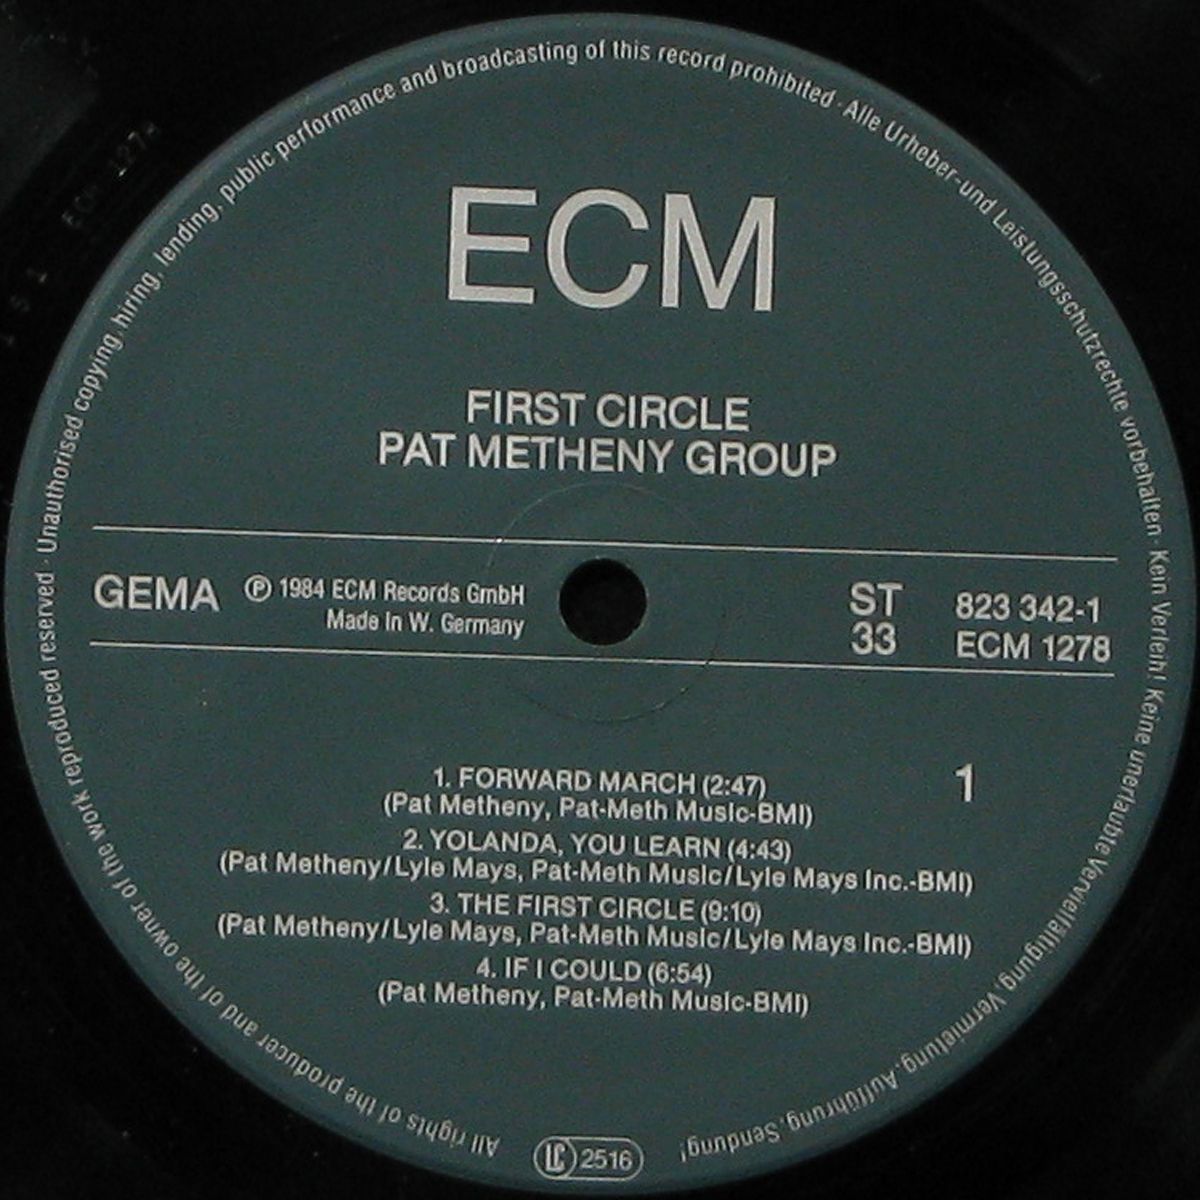 ECM
FIRST CIRCLE
PAT METHENY GROUP
GEMA
Ⓟ 1984 ECM Records GmbH
Made In W. Germany
ST
33
823 342-1
ECM 1278
1
1. FORWARD MARCH (2:47)
(Pat Metheny, Pat-Meth Music-BMI)
2. YOLANDA, YOU LEARN (4:43)
(Pat Metheny/Lyle Mays, Pat-Meth Music/Lyle Mays Inc.-BMI)
3. THE FIRST CIRCLE (9:10)
(Pat Metheny/Lyle Mays, Pat-Meth Music/Lyle Mays Inc.-BMI)
4. IF I COULD (6:54)
(Pat Metheny, Pat-Meth Music-BMI)
All rights of the producer and of the owner of the work reproduced reserved · Unauthorised copying, hiring, lending, public performance and broadcasting of this record prohibited · Alle Urheber- und Leistungsschutzrechte vorbehalten · Kein Verleih! Keine unerlaubte Vervielfältigung, Vermietung, Aufführung, Sendung!
LC 2516